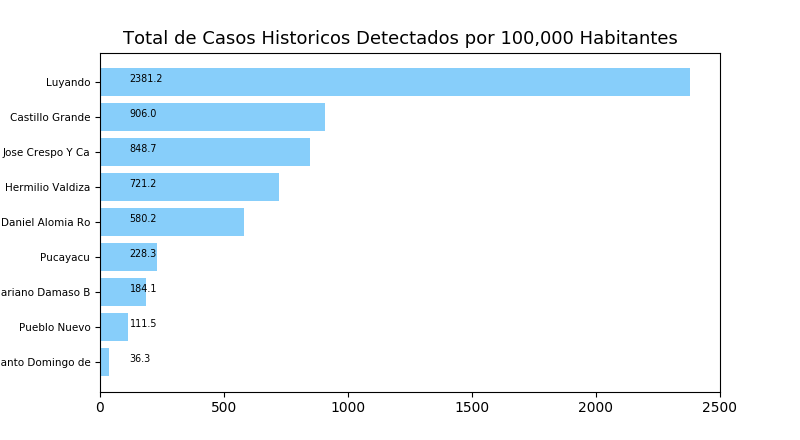 Total de Casos Historicos Detectados por 100,000 Habitantes
Luyando 2381.2
Castillo Grande 906.0
Jose Crespo Y Ca 848.7
Hermilio Valdiza 721.2
Daniel Alomia Ro 580.2
Pucayacu 228.3
ariano Damaso B 184.1
Pueblo Nuevo 111.5
anto Domingo de 36.3
0 500 1000 1500 2000 2500